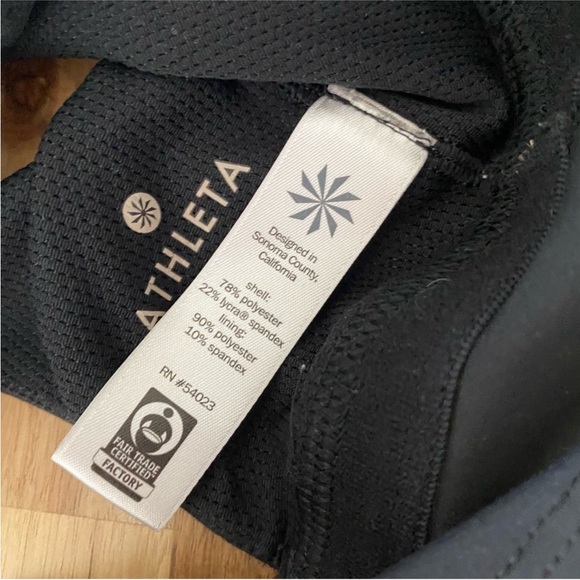 ATHLETA
Designed in
Sonoma County,
California
shell:
78% polyester
22% lycra® spandex
lining:
90% polyester
10% spandex
RN #54023
FAIR TRADE
CERTIFIED
FACTORY